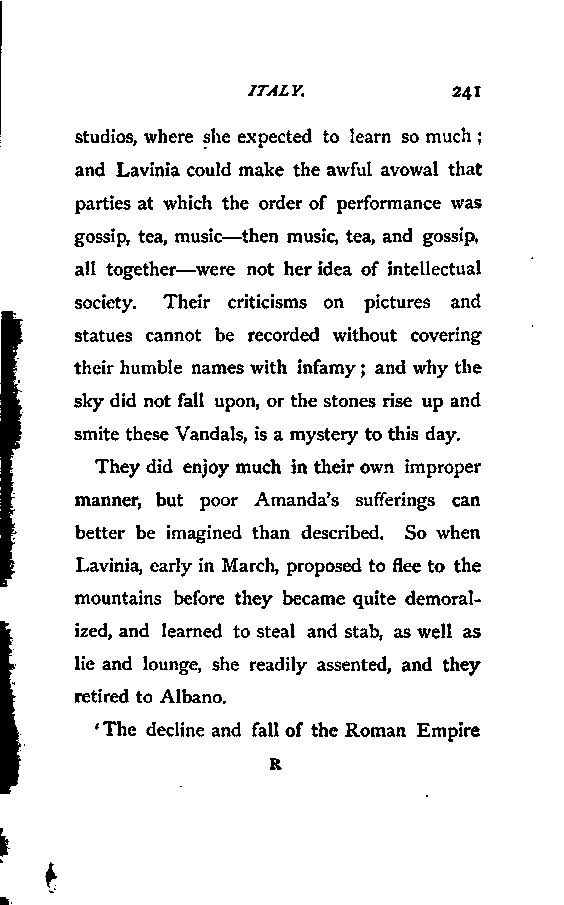 ITALY. 241
studios, where she expected to learn so much ;
and Lavinia could make the awful avowal that
parties at which the order of performance was
gossip, tea, music—then music, tea, and gossip,
all together—were not her idea of intellectual
society. Their criticisms on pictures and
statues cannot be recorded without covering
their humble names with infamy ; and why the
sky did not fall upon, or the stones rise up and
smite these Vandals, is a mystery to this day.
They did enjoy much in their own improper
manner, but poor Amanda's sufferings can
better be imagined than described. So when
Lavinia, early in March, proposed to flee to the
mountains before they became quite demoral-
ized, and learned to steal and stab, as well as
lie and lounge, she readily assented, and they
retired to Albano.
'The decline and fall of the Roman Empire
R